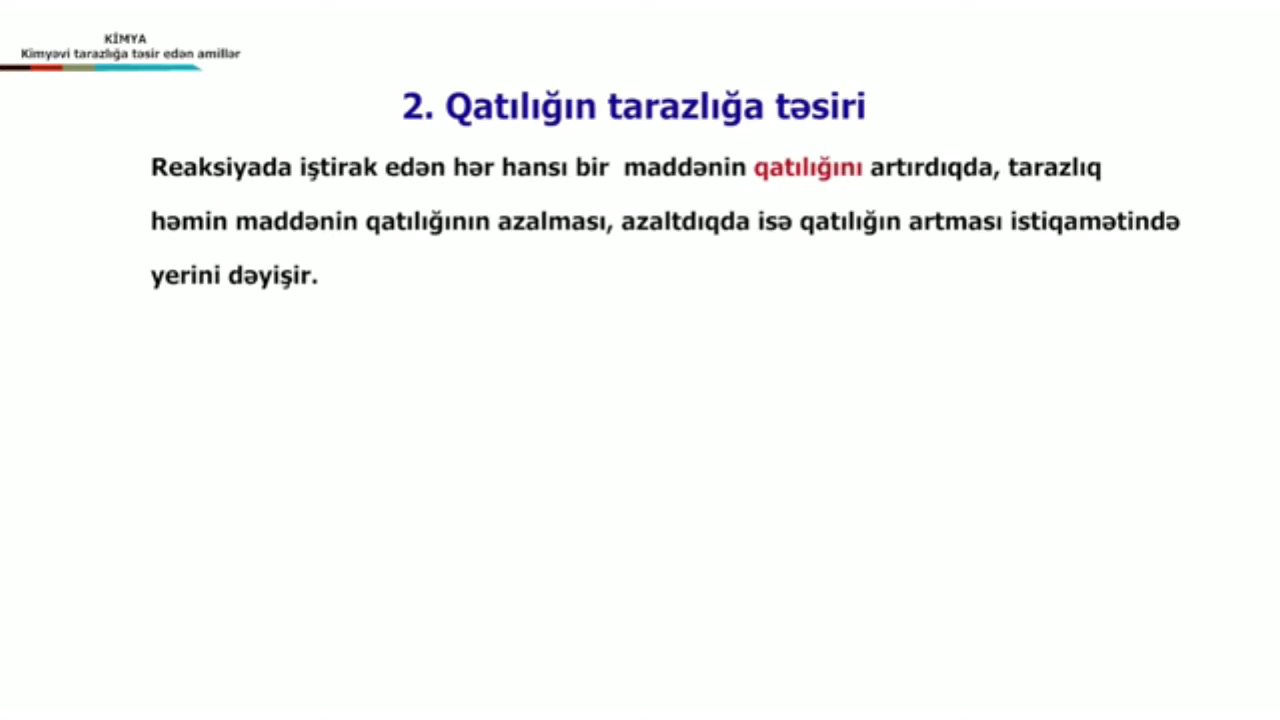 KİMYA
Kimyəvi tarazlığa təsir edən amillər
2. Qatılığın tarazlığa təsiri
Reaksiyada iştirak edən hər hansı bir maddənin qatılığını artırdıqda, tarazlıq
həmin maddənin qatılığının azalması, azaltdıqda isə qatılığın artması istiqamətində
yerini dəyişir.